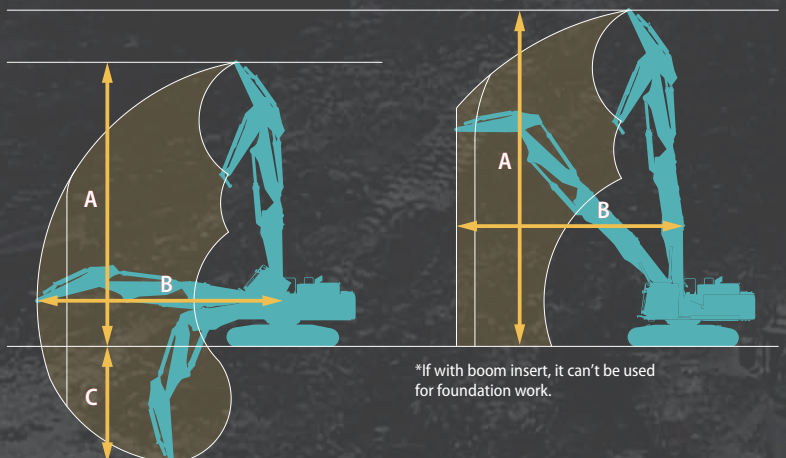 A
B
C
A
B
*If with boom insert, it can't be used
for foundation work.